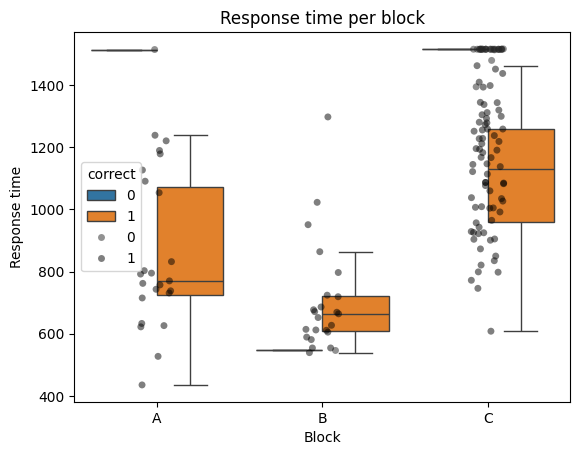 Response time per block
Response time
1400
1200
1000
800
600
400
correct
0
1
0
1
A
B
C
Block